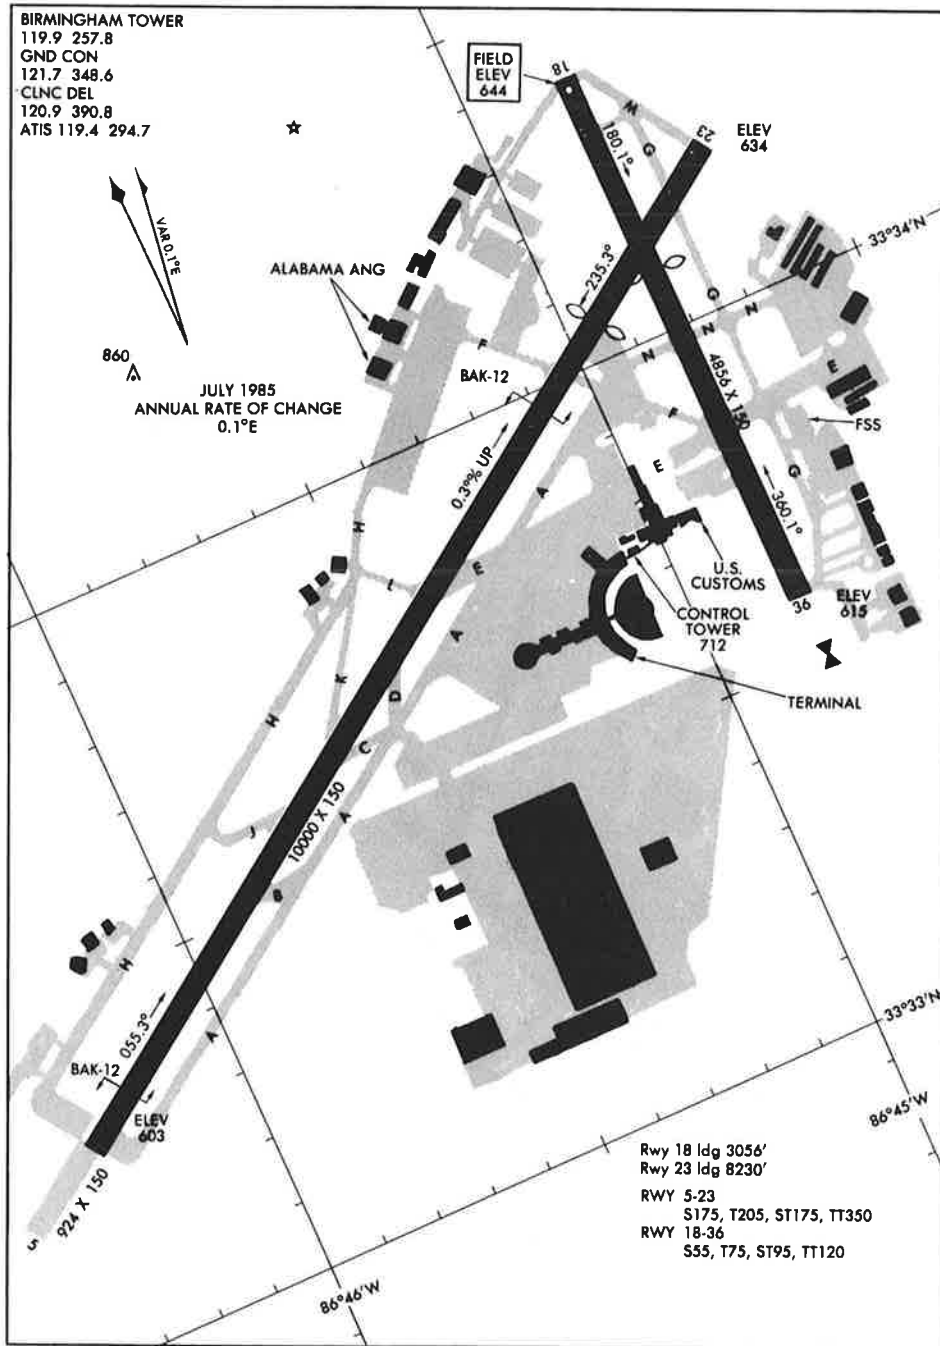 BIRMINGHAM TOWER
119.9 257.8
GND CON
121.7 348.6
CLNC DEL
120.9 390.8
ATIS 119.4 294.7
FIELD
ELEV
644
18
W
23
ELEV
634
180.1°
G
VAR 0.1°E
33°34'N
ALABAMA ANG
235.3°
G
N
N
N
N
860
F
JULY 1985
ANNUAL RATE OF CHANGE
0.1°E
BAK-12
4856 X 150
E
F
FSS
0.3% UP
E
G
A
360.1°
H
L
E
U.S.
CUSTOMS
36
ELEV
615
CONTROL
TOWER
712
A
K
D
TERMINAL
H
C
10000 X 150
A
J
B
H
A
055.3°
33°33'N
BAK-12
ELEV
603
86°45'W
924 X 150
5
86°46'W
Rwy 18 ldg 3056'
Rwy 23 ldg 8230'
RWY 5-23
S175, T205, ST175, TT350
RWY 18-36
S55, T75, ST95, TT120